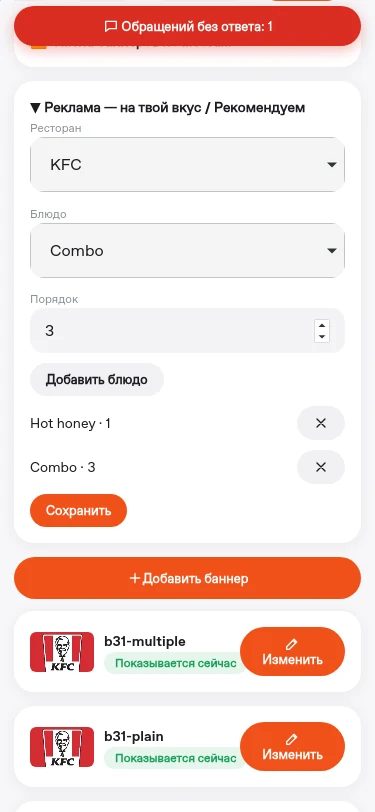 Обращений без ответа: 1
▼ Реклама — на твой вкус / Рекомендуем
Ресторан
KFC
Блюдо
Combo
Порядок
3
Добавить блюдо
Hot honey · 1
Combo · 3
Сохранить
+ Добавить баннер
b31-multiple
Показывается сейчас
Изменить
KFC
b31-plain
Показывается сейчас
Изменить
KFC